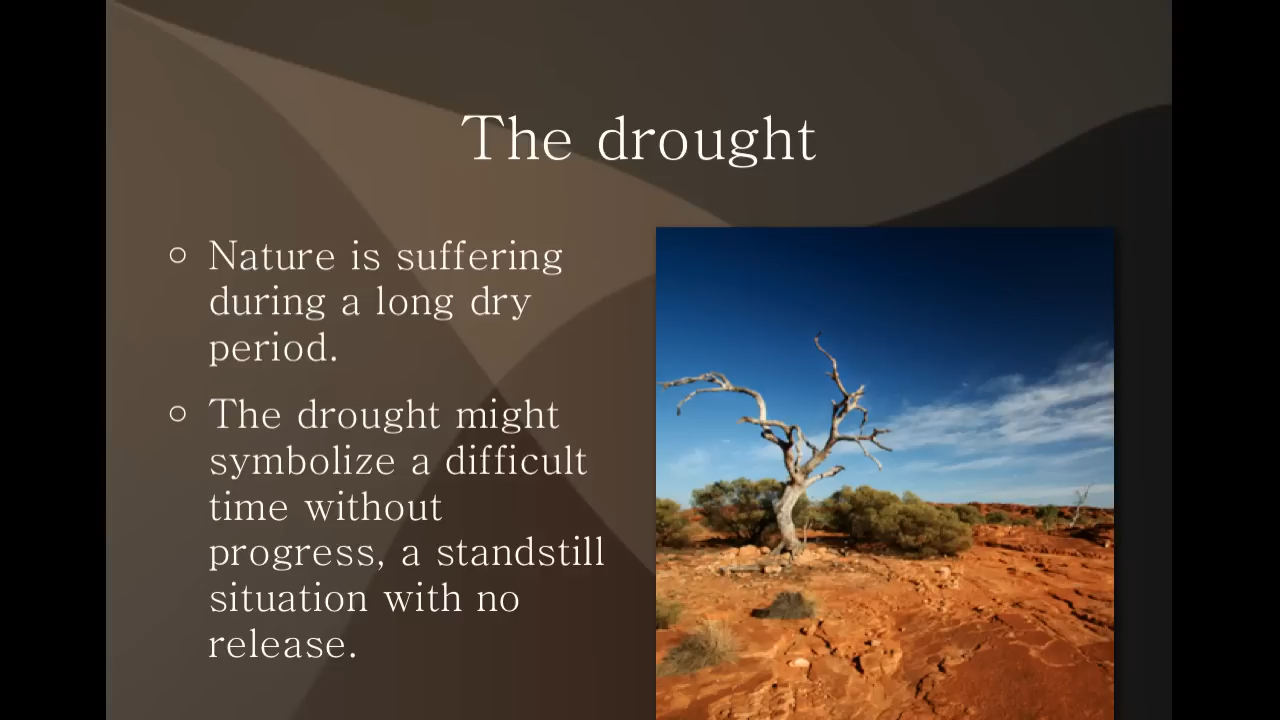 The drought
Nature is suffering
during a long dry
period.
The drought might
symbolize a difficult
time without
progress, a standstill
situation with no
release.